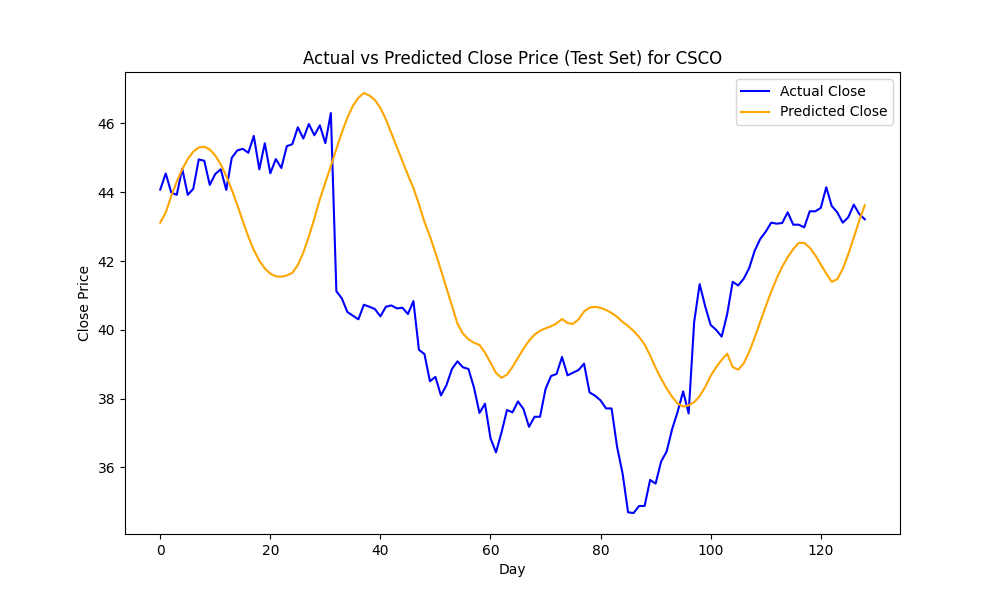 Actual vs Predicted Close Price (Test Set) for CSCO
Actual Close
Predicted Close
Close Price
46
44
42
40
38
36
0 20 40 60 80 100 120
Day